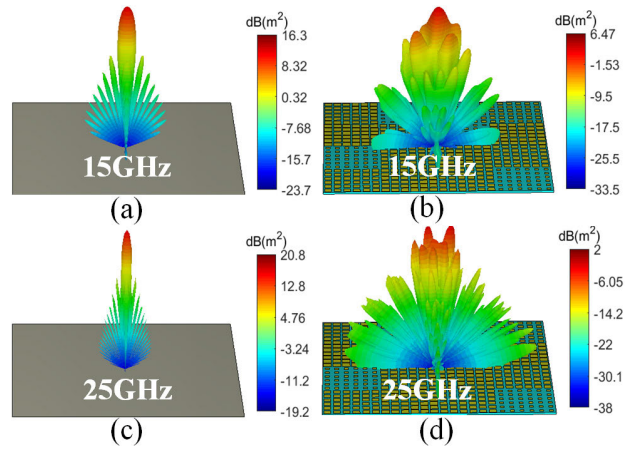 dB(m²)
16.3
8.32
0.32
-7.68
-15.7
-23.7
15GHz
(a)
dB(m²)
6.47
-1.53
-9.5
-17.5
-25.5
-33.5
15GHz
(b)
dB(m²)
20.8
12.8
4.76
-3.24
-11.2
-19.2
25GHz
(c)
dB(m²)
2
-6.05
-14.2
-22.1
-30.1
-38
25GHz
(d)